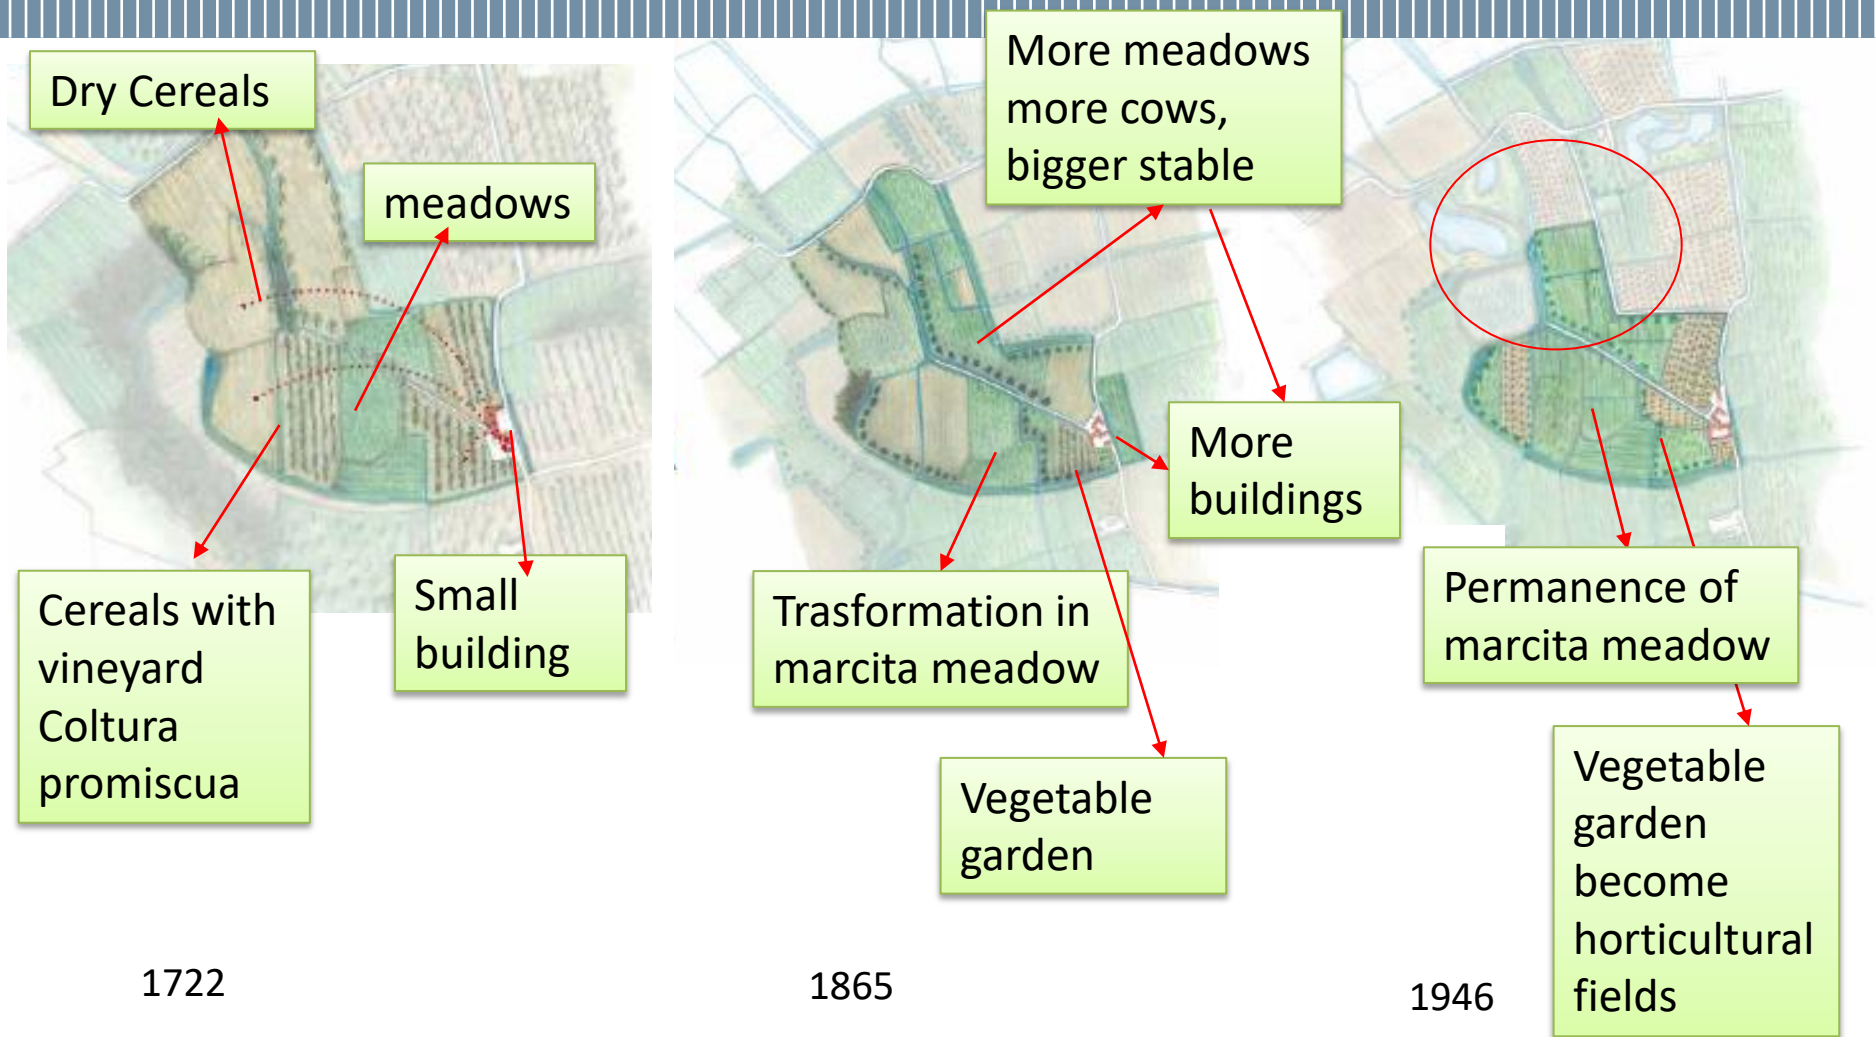 Dry Cereals
meadows
Cereals with
vineyard
Coltura
promiscua
Small
building
1722
More meadows
more cows,
bigger stable
More
buildings
Trasformation in
marcita meadow
Vegetable
garden
1865
Permanence of
marcita meadow
Vegetable
garden
become
horticultural
fields
1946